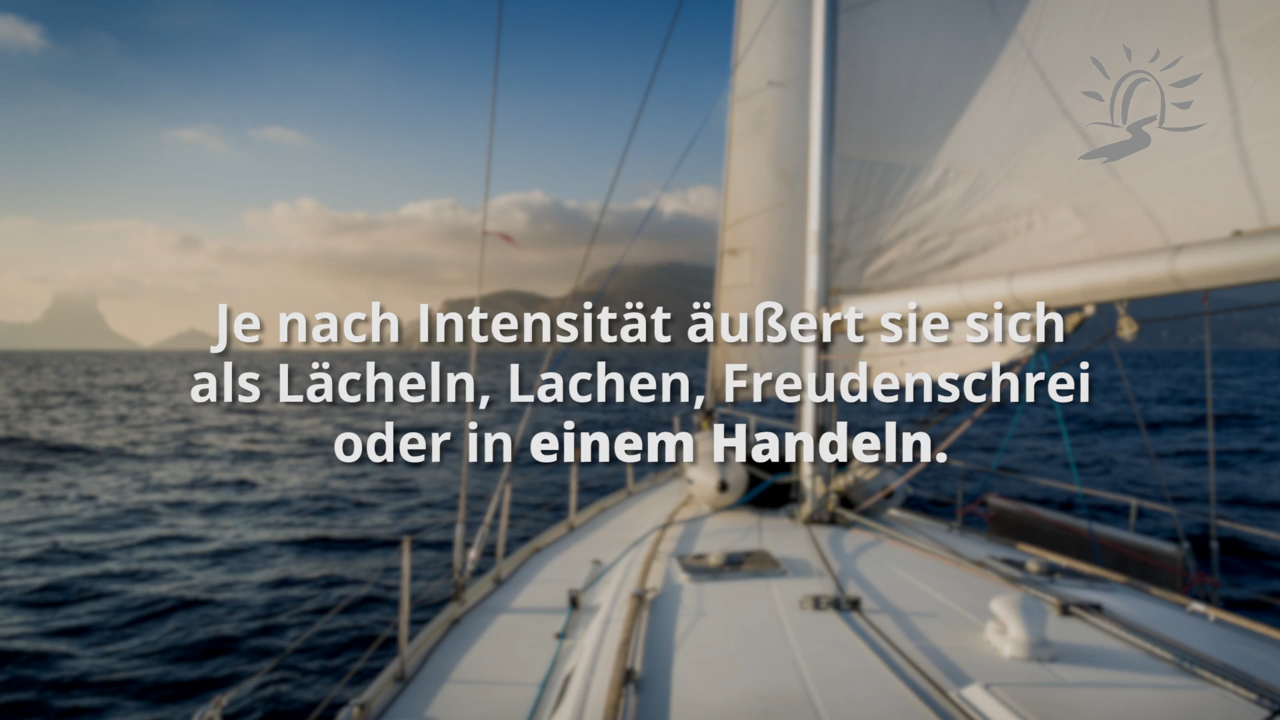 Je nach Intensität äußert sie sich
als Lächeln, Lachen, Freudenschrei
oder in einem Handeln.